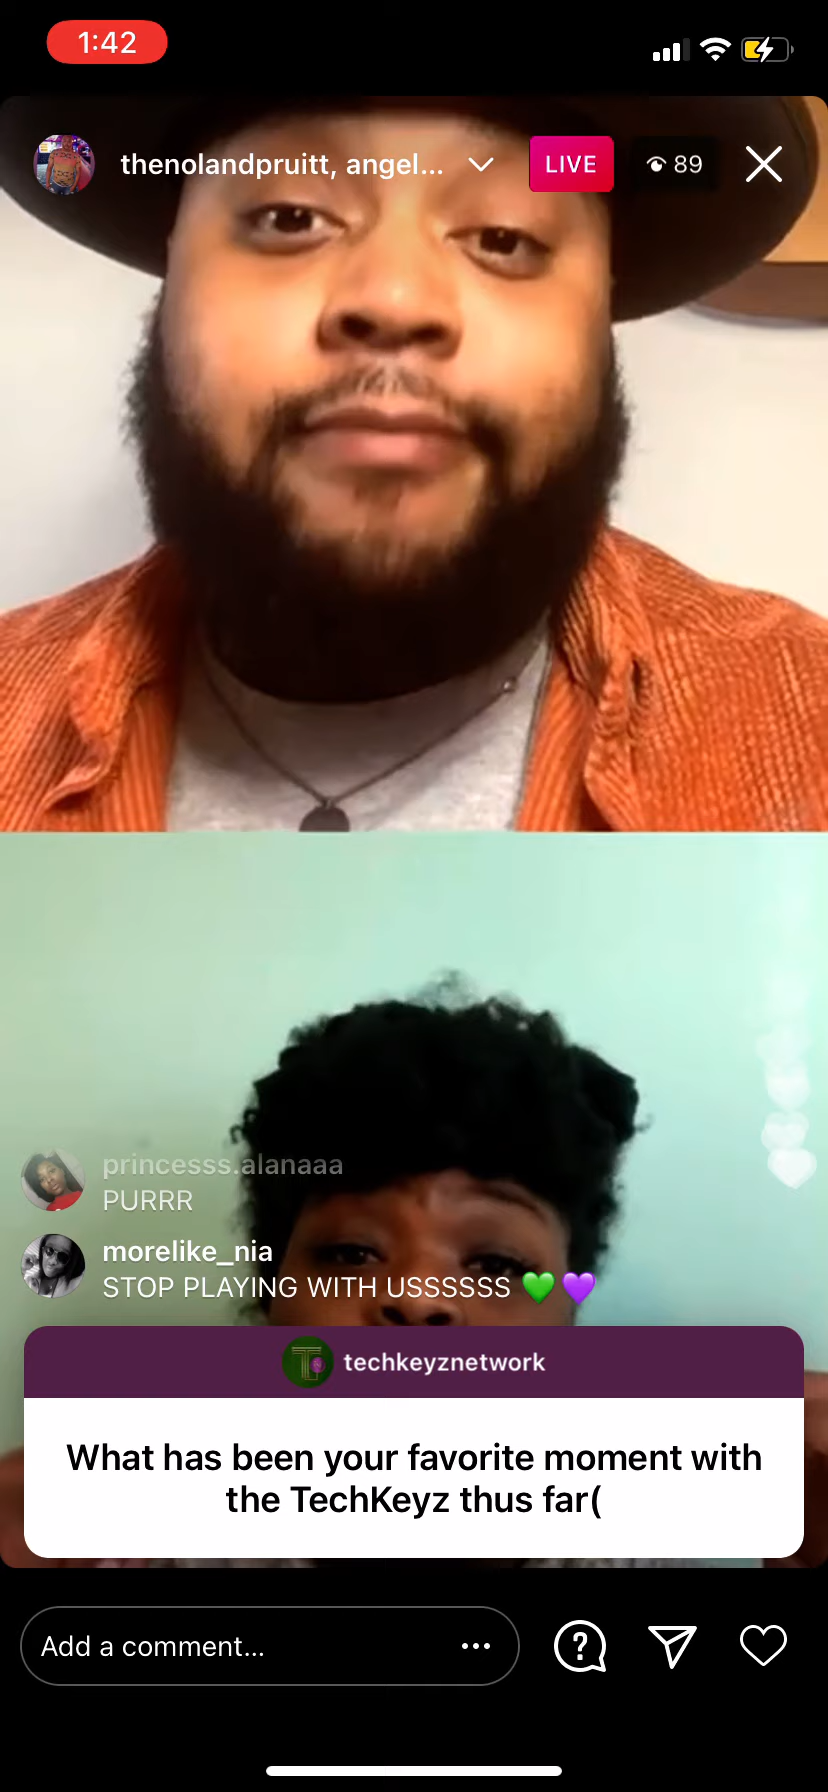 1:42
thenolandpruitt, angel...
LIVE
89
princesss.alanaaa
PURRR
morelike_nia
STOP PLAYING WITH USSSSSS 💚💜
techkeyznetwork
What has been your favorite moment with
the TechKeyz thus far(
Add a comment...